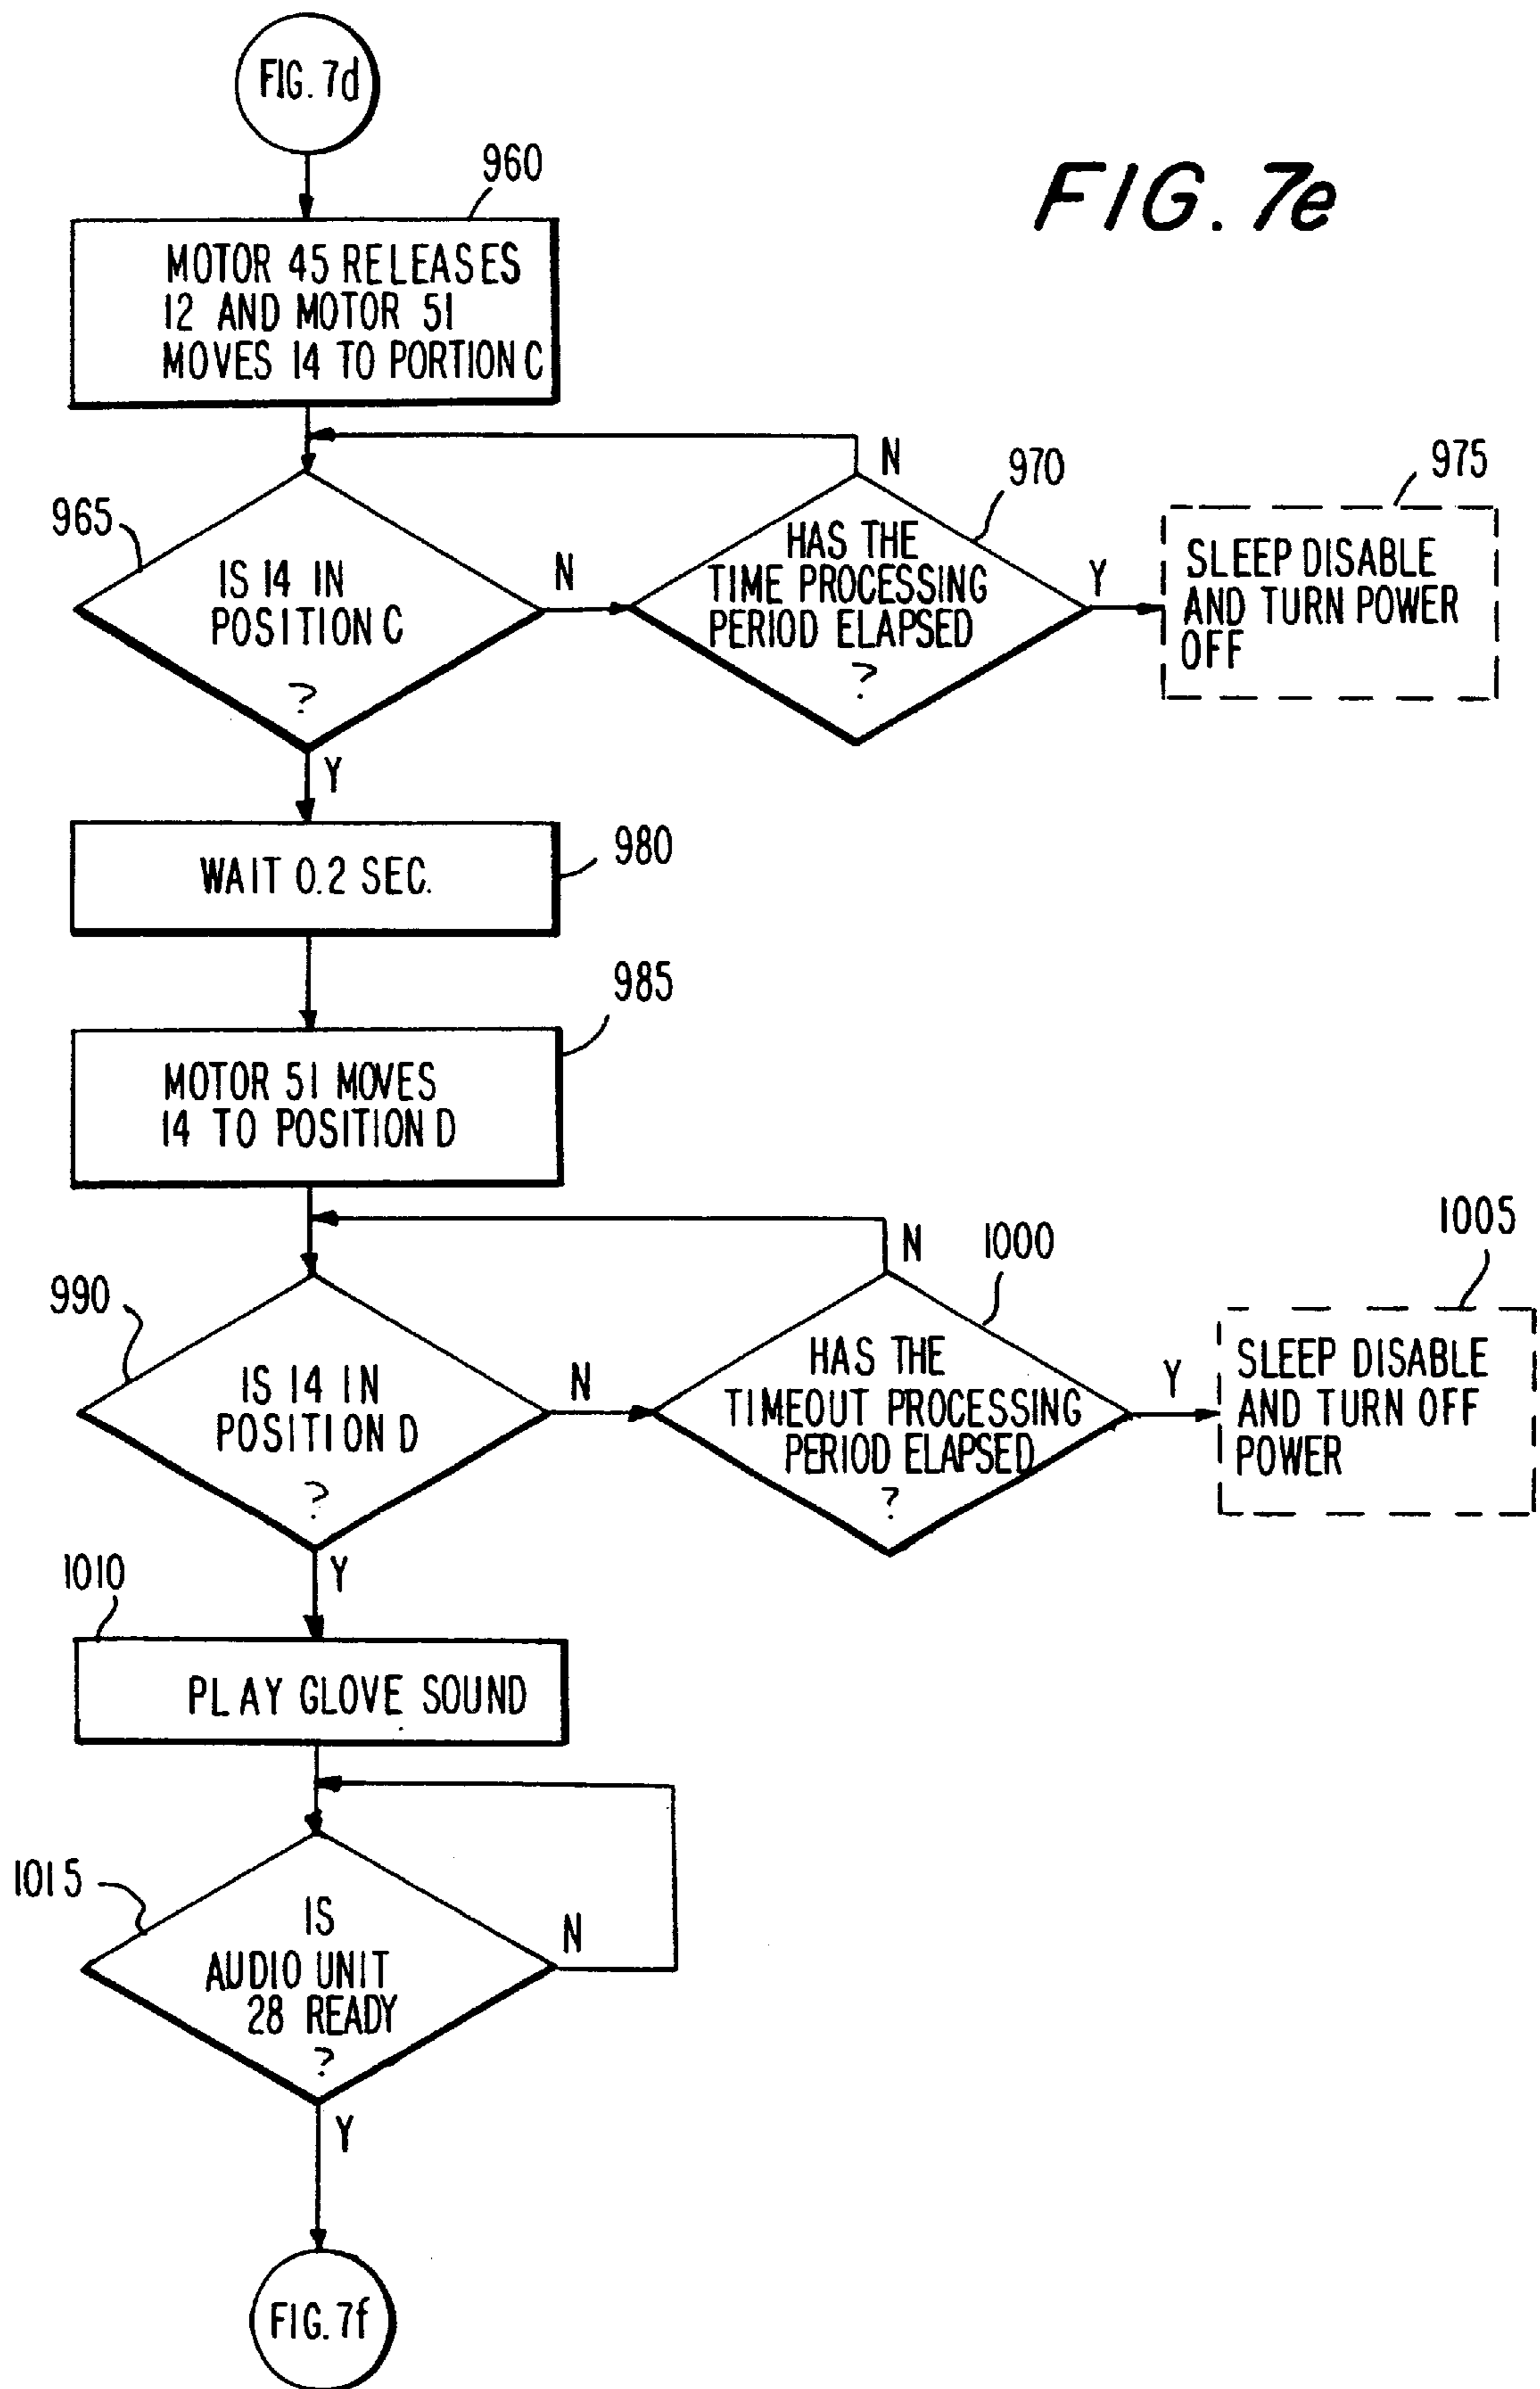 FIG. 7d
FIG. 7e
960
MOTOR 45 RELEASES
12 AND MOTOR 51
MOVES 14 TO PORTION C
965
IS 14 IN
POSITION C
?
Y
N
970
HAS THE
TIME PROCESSING
PERIOD ELAPSED
?
N
Y
975
SLEEP DISABLE
AND TURN POWER
OFF
980
WAIT 0.2 SEC.
985
MOTOR 51 MOVES
14 TO POSITION D
990
IS 14 IN
POSITION D
?
Y
N
1000
HAS THE
TIMEOUT PROCESSING
PERIOD ELAPSED
?
N
Y
1005
SLEEP DISABLE
AND TURN OFF
POWER
1010
PLAY GLOVE SOUND
1015
IS
AUDIO UNIT
28 READY
?
N
Y
FIG. 7f